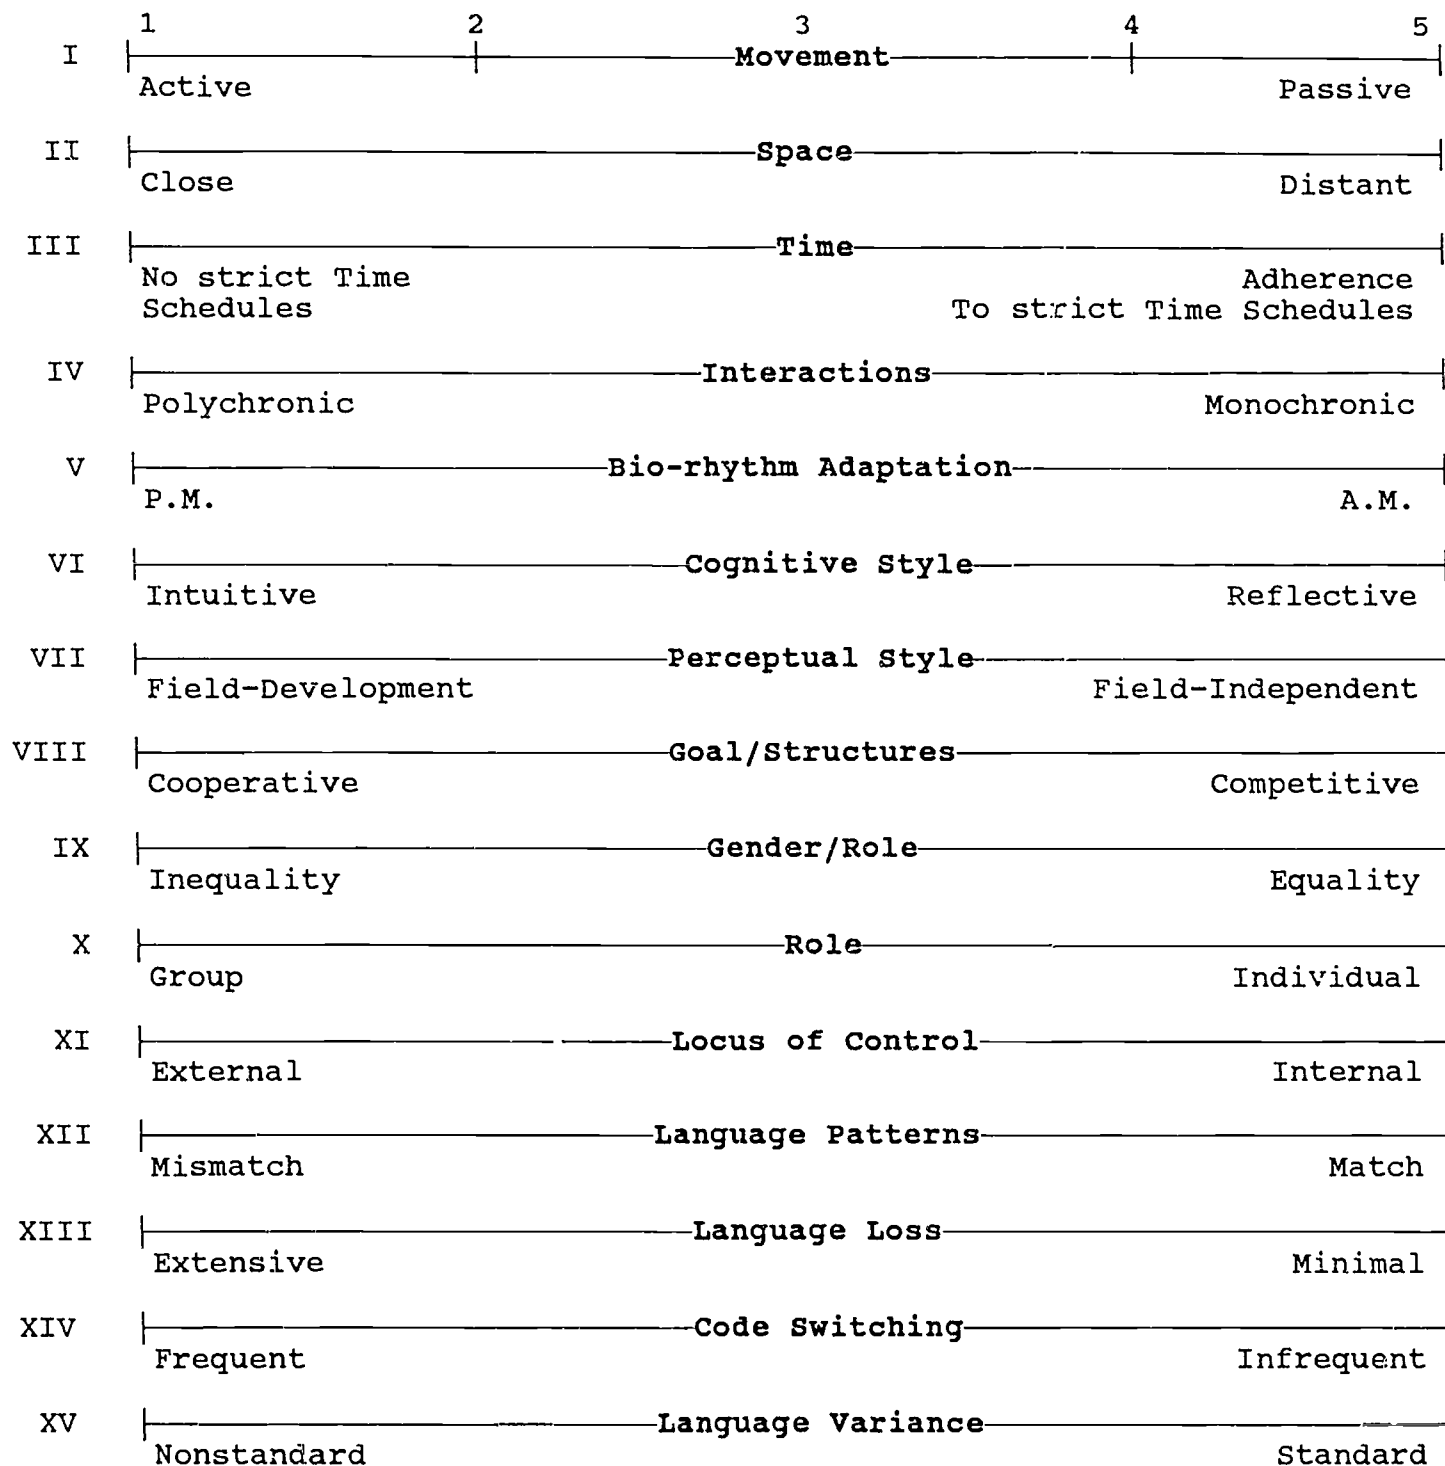 1 2 3 4 5
I Movement
Active Passive
II Space
Close Distant
III Time
No strict Time Adherence
Schedules To strict Time Schedules
IV Interactions
Polychronic Monochronic
V Bio-rhythm Adaptation
P.M. A.M.
VI Cognitive Style
Intuitive Reflective
VII Perceptual Style
Field-Development Field-Independent
VIII Goal/Structures
Cooperative Competitive
IX Gender/Role
Inequality Equality
X Role
Group Individual
XI Locus of Control
External Internal
XII Language Patterns
Mismatch Match
XIII Language Loss
Extensive Minimal
XIV Code Switching
Frequent Infrequent
XV Language Variance
Nonstandard Standard